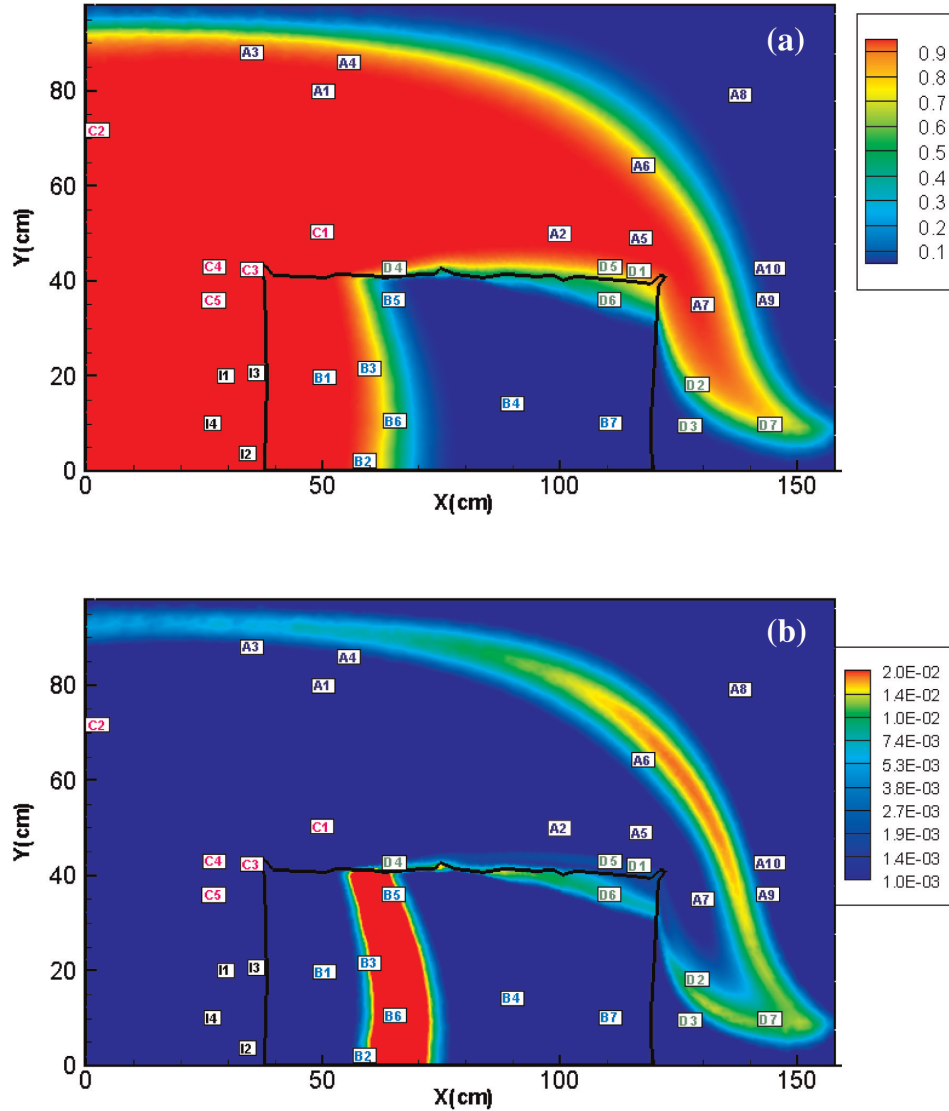 (a)
A3
A4
A1
A8
C2
A6
C1
A2
A5
C4
C3
D4
D5
D1
A10
C5
B5
D6
A7
A9
I1
I3
B1
B3
D2
I4
B6
B4
B7
D3
D7
I2
B2
80
60
40
20
0
Y(cm)
0
50
100
150
X(cm)
0.9
0.8
0.7
0.6
0.5
0.4
0.3
0.2
0.1
(b)
A3
A4
A1
A8
C2
A6
C1
A2
A5
C4
C3
D4
D5
D1
A10
C5
B5
D6
A7
A9
I1
I3
B1
B3
D2
I4
B6
B4
B7
D3
D7
I2
B2
80
60
40
20
0
Y(cm)
0
50
100
150
X(cm)
2.0E-02
1.4E-02
1.0E-02
7.4E-03
5.3E-03
3.8E-03
2.7E-03
1.9E-03
1.4E-03
1.0E-03